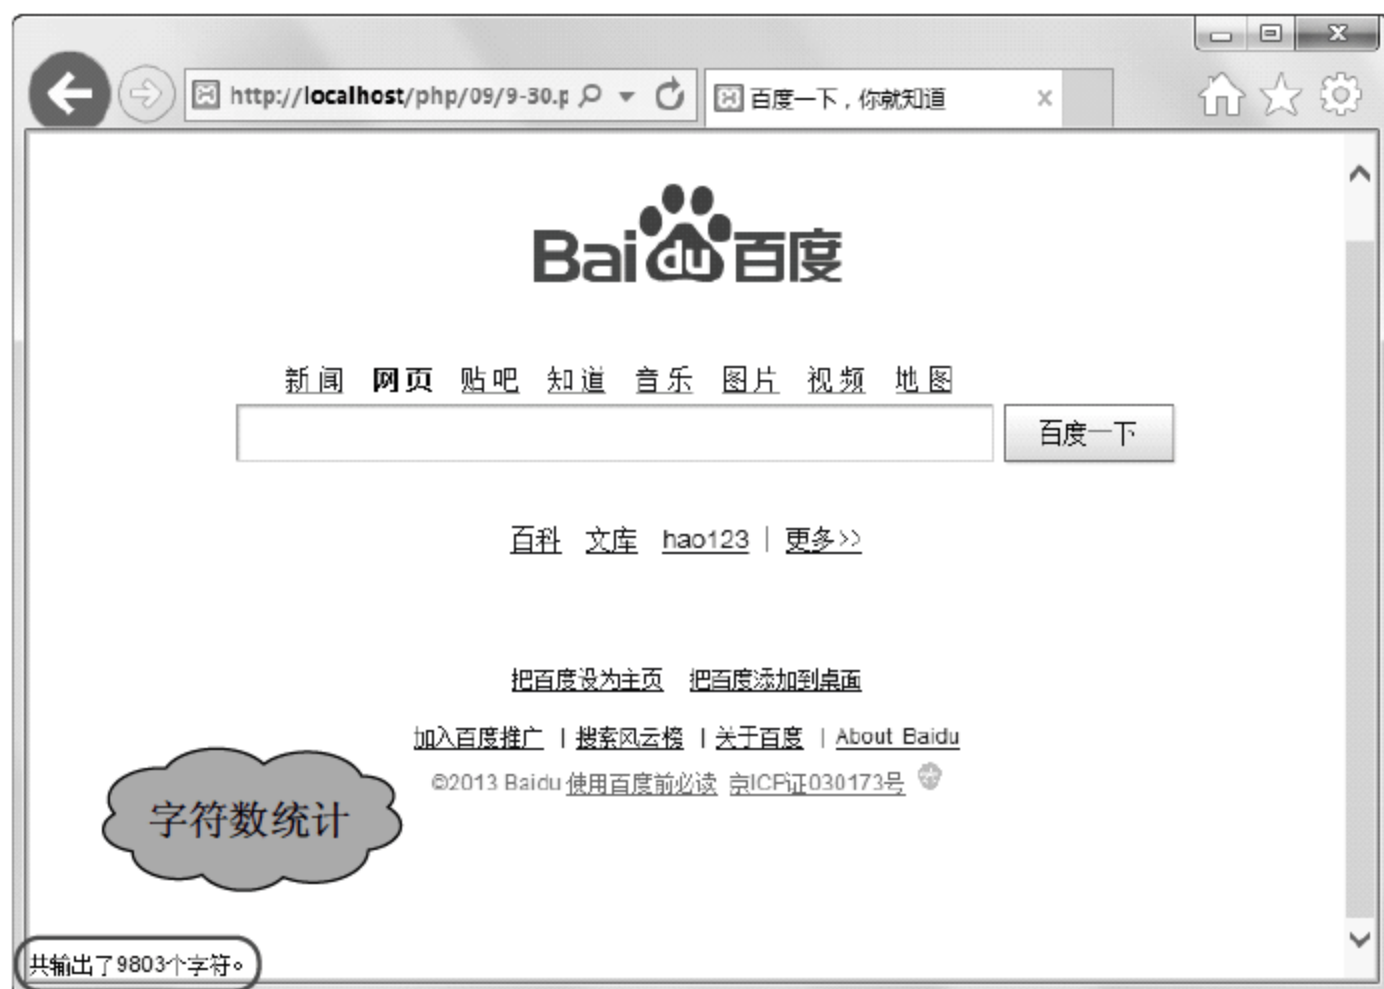 http://localhost/php/09/9-30.p
百度一下，你就知道
Bai du 百度
新闻 网页 贴吧 知道 音乐 图片 视频 地图
百度一下
百科 文库 hao123 | 更多>>
把百度设为主页 把百度添加到桌面
加入百度推广 | 搜索风云榜 | 关于百度 | About Baidu
©2013 Baidu 使用百度前必读 京ICP证030173号
字符数统计
共输出了9803个字符。